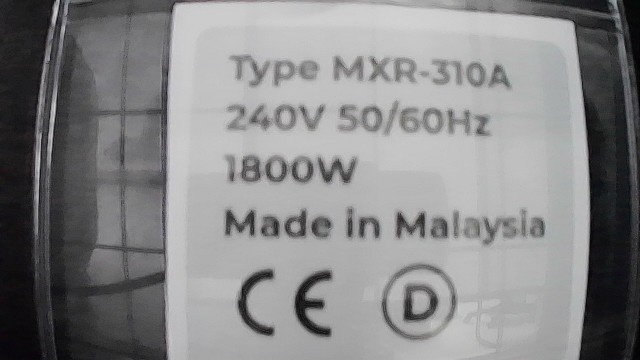 Type MXR-310A
240V 50/60Hz
1800W
Made in Malaysia
CE D